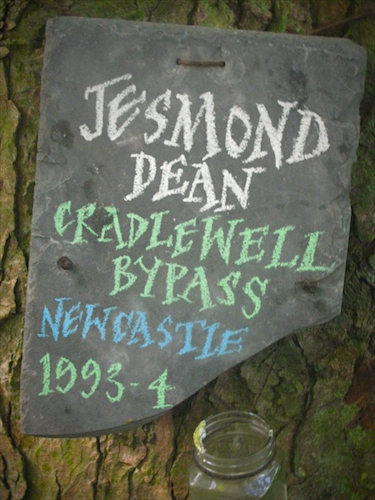 JESMOND
DEAN
CRADLEWELL
BYPASS
NEWCASTLE
1993-4